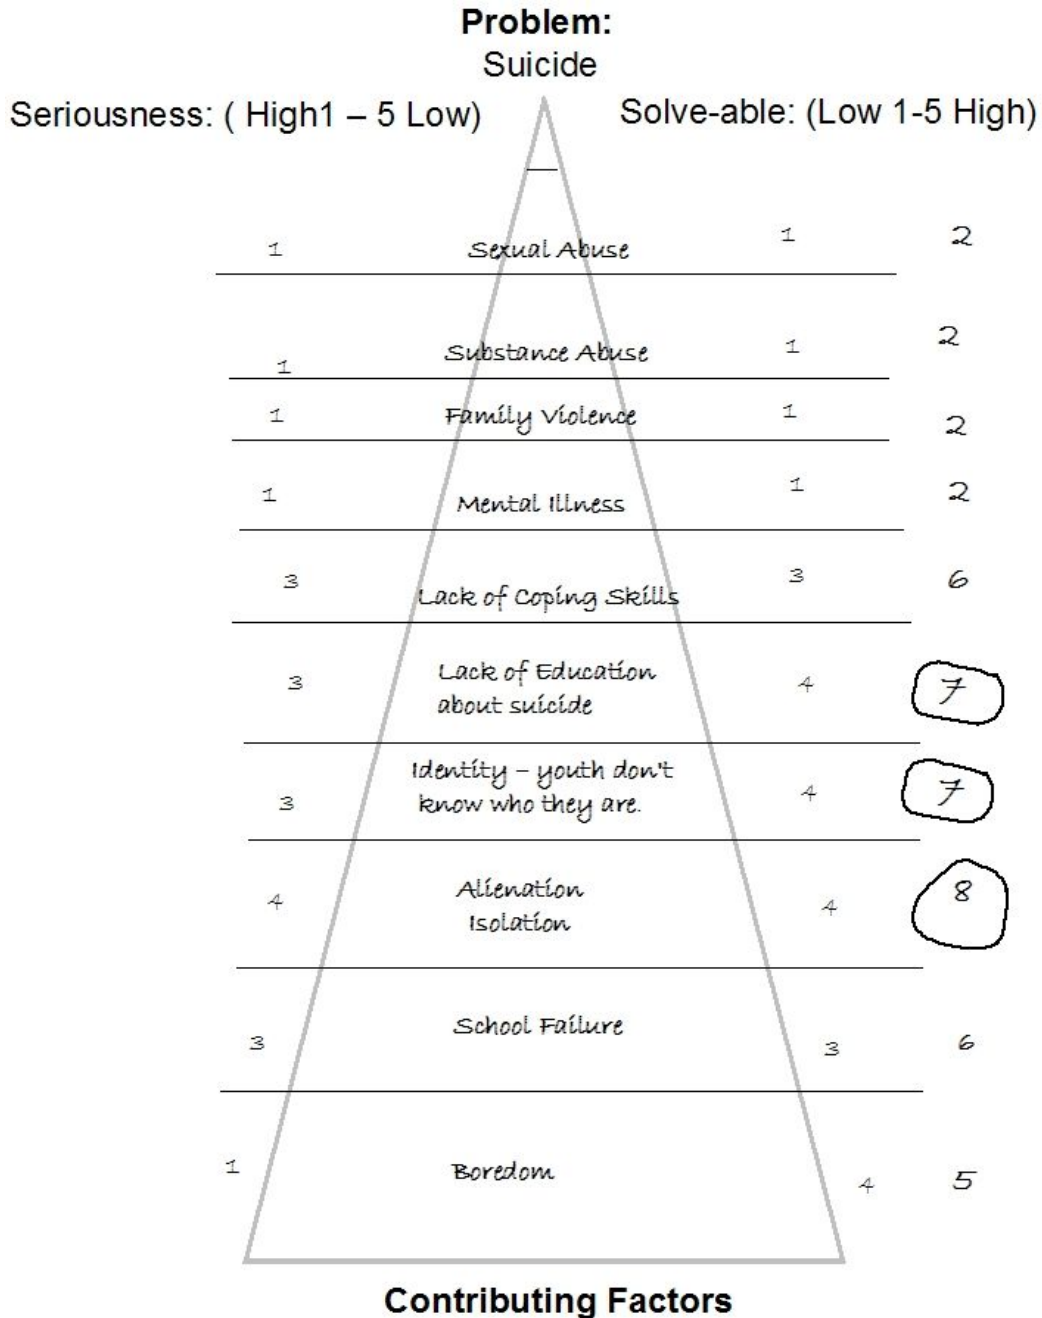 Problem:
Suicide
Seriousness: ( High1 – 5 Low) Solve-able: (Low 1-5 High)
1 Sexual Abuse 1 2
1 Substance Abuse 1 2
1 Family Violence 1 2
1 Mental Illness 1 2
3 Lack of Coping Skills 3 6
3 Lack of Education 4 7
about suicide
Identity – youth don't
3 know who they are. 4 7
4 Alienation 4 8
Isolation
3 School Failure 3 6
1 Boredom 4 5
Contributing Factors